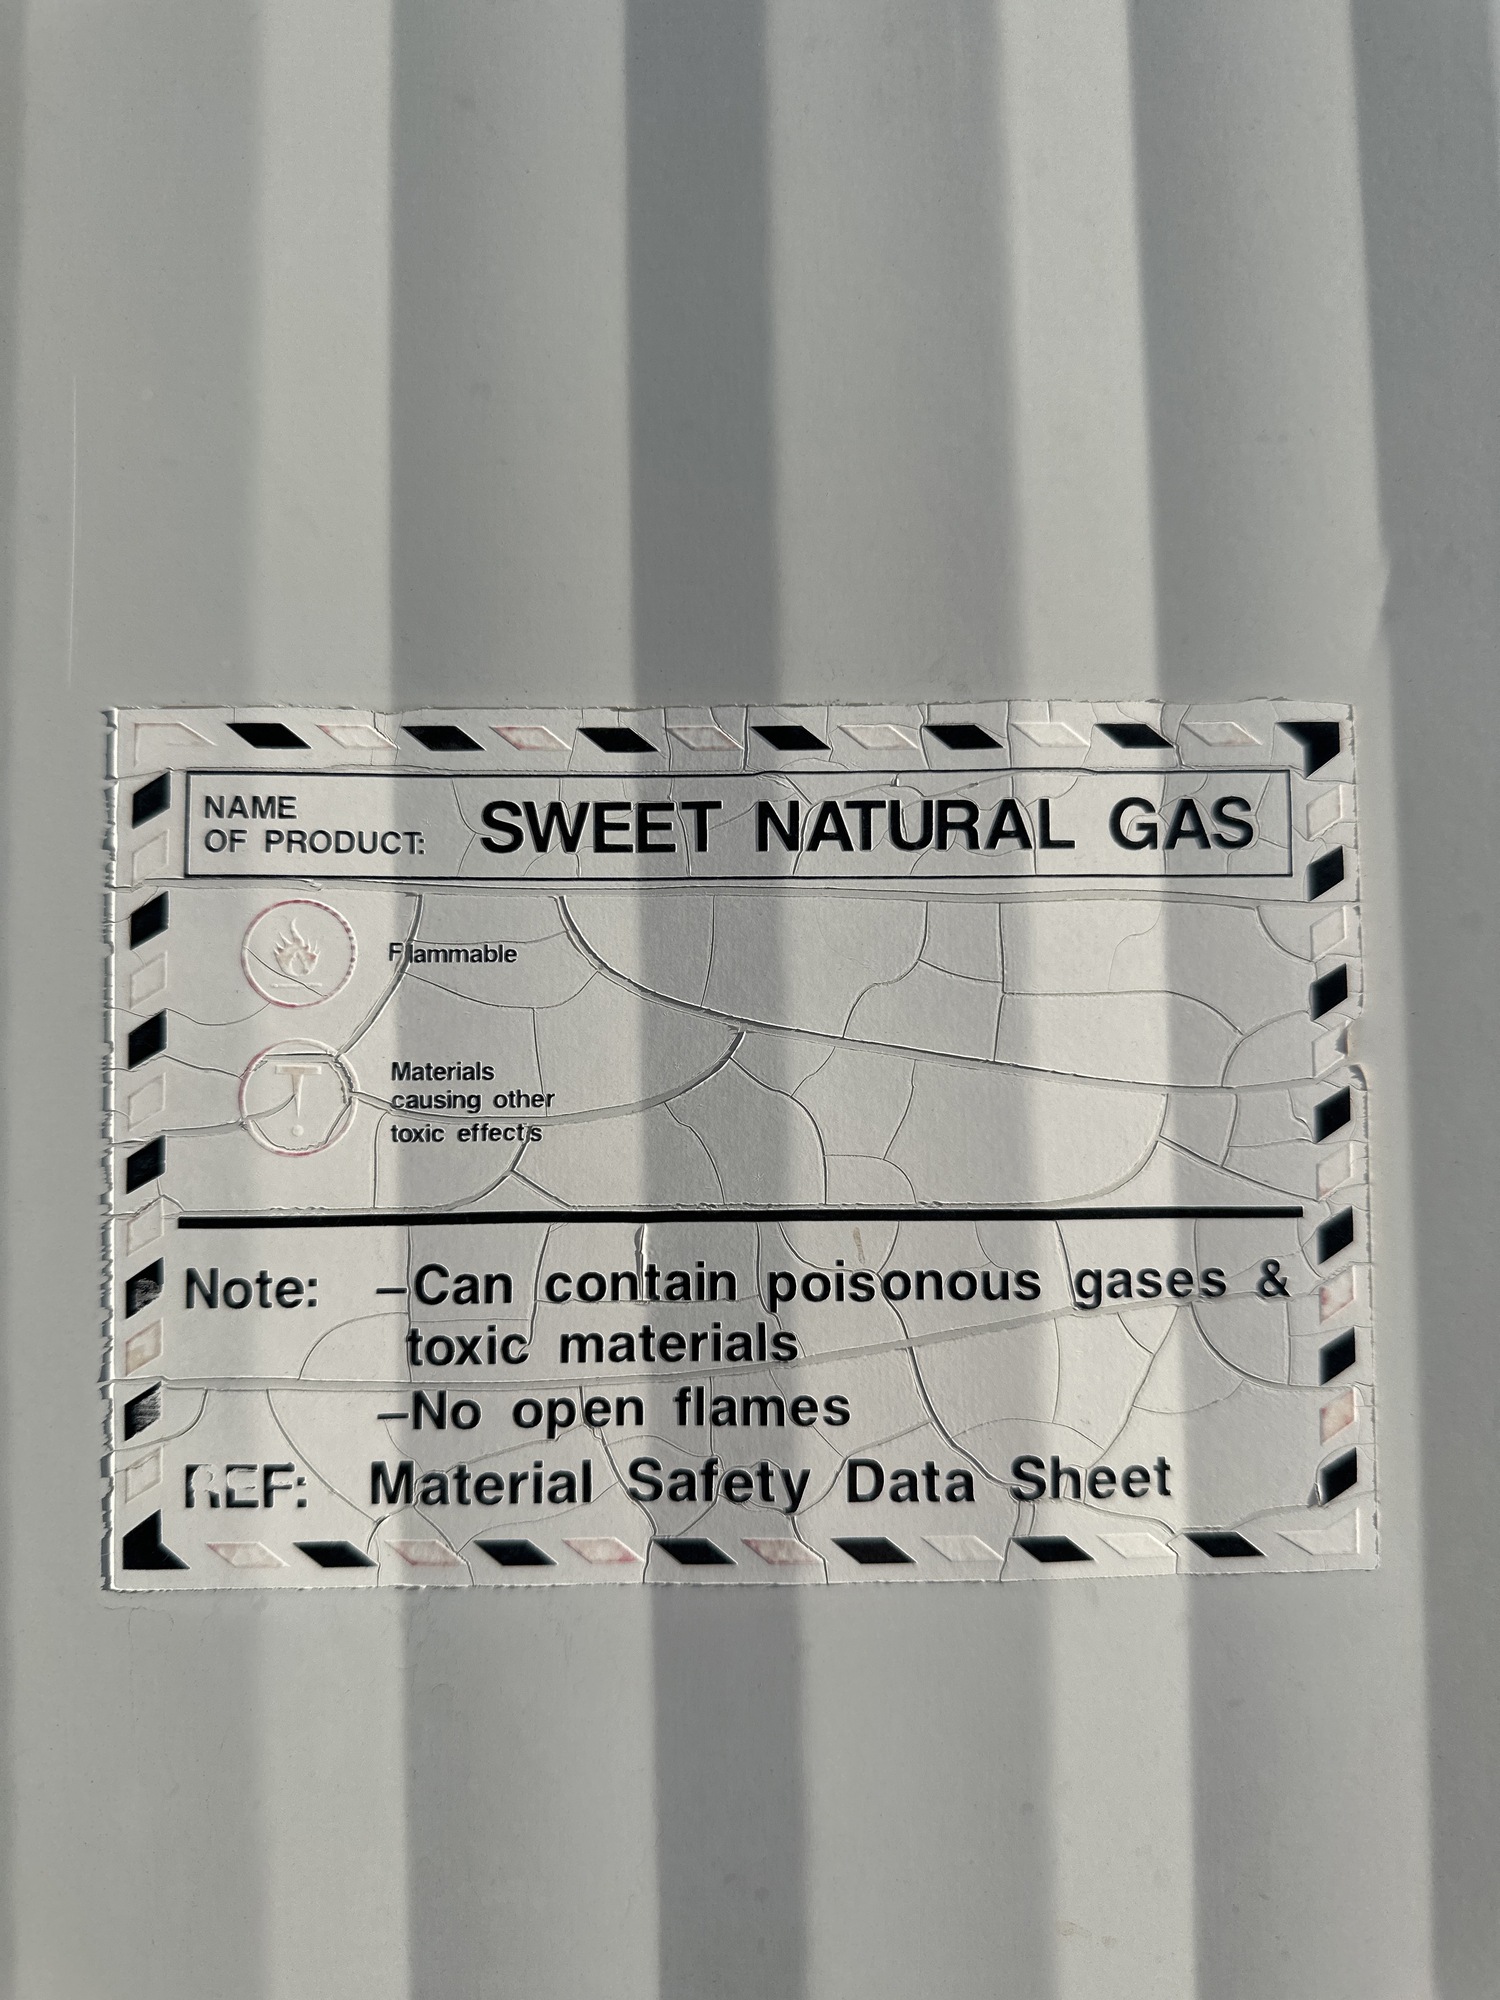 NAME
OF PRODUCT: SWEET NATURAL GAS
Flammable
T
Materials
causing other
toxic effects
Note: –Can contain poisonous gases &
toxic materials
–No open flames
REF: Material Safety Data Sheet